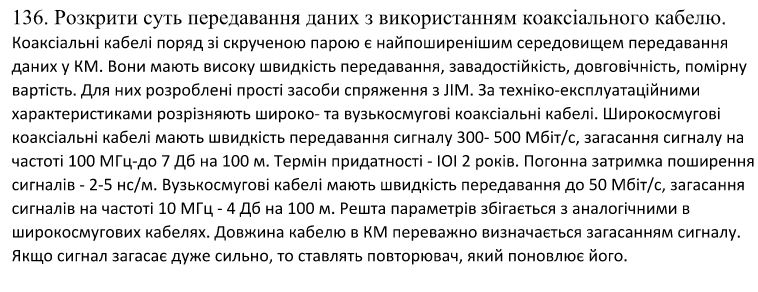 136. Розкрити суть передавання даних з використанням коаксіального кабелю.
Коаксіальні кабелі поряд зі скрученою парою є найпоширенішим середовищем передавання
даних у КМ. Вони мають високу швидкість передавання, завадостійкість, довговічність, помірну
вартість. Для них розроблені прості засоби спряження з JIM. За техніко-експлуатаційними
характеристиками розрізняють широко- та вузькосмугові коаксіальні кабелі. Широкосмугові
коаксіальні кабелі мають швидкість передавання сигналу 300- 500 Мбіт/с, загасання сигналу на
частоті 100 МГц-до 7 Дб на 100 м. Термін придатності - IOI 2 років. Погонна затримка поширення
сигналів - 2-5 нс/м. Вузькосмугові кабелі мають швидкість передавання до 50 Мбіт/с, загасання
сигналів на частоті 10 МГц - 4 Дб на 100 м. Решта параметрів збігається з аналогічними в
широкосмугових кабелях. Довжина кабелю в КМ переважно визначається загасанням сигналу.
Якщо сигнал загасає дуже сильно, то ставлять повторювач, який поновлює його.